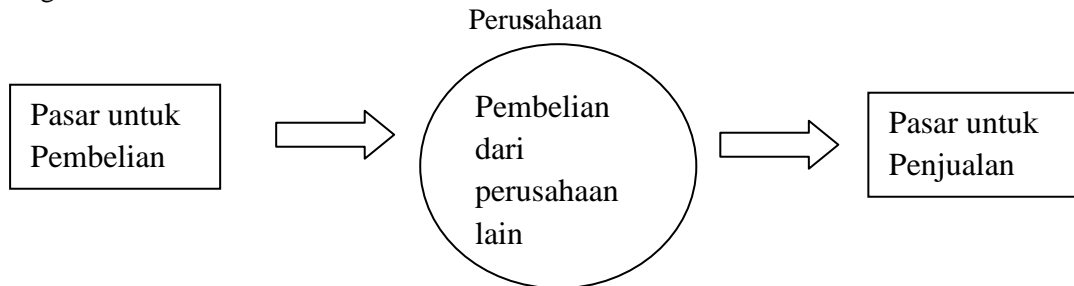 Perusahaan
Pasar untuk
Pembelian
Pembelian
dari
perusahaan
lain
Pasar untuk
Penjualan